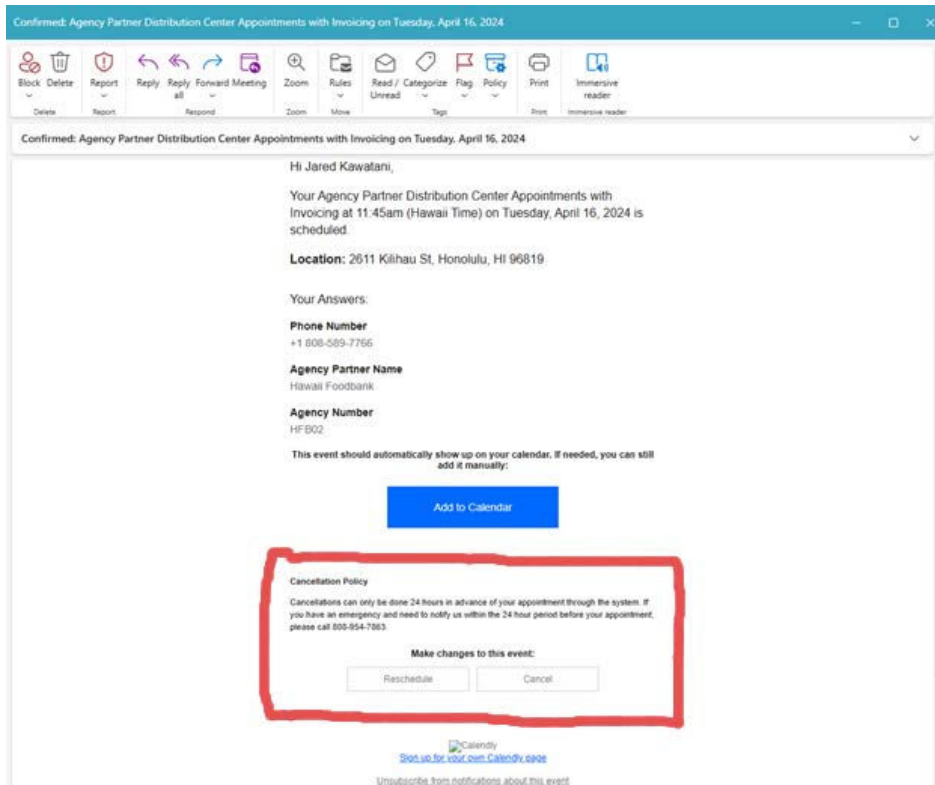 Confirmed: Agency Partner Distribution Center Appointments with Invoicing on Tuesday, April 16, 2024
Block Delete Report Reply Reply all Forward Meeting Zoom Rules Read / Unread Categorize Flag Policy Print Immersive reader
Delete Report Respond Zoom Move Tags Print Immersive reader
Confirmed: Agency Partner Distribution Center Appointments with Invoicing on Tuesday, April 16, 2024
Hi Jared Kawatani,
Your Agency Partner Distribution Center Appointments with
Invoicing at 11:45am (Hawaii Time) on Tuesday, April 16, 2024 is
scheduled.
Location: 2611 Kilihau St, Honolulu, HI 96819
Your Answers:
Phone Number
+1 808-589-7766
Agency Partner Name
Hawaii Foodbank
Agency Number
HFB02
This event should automatically show up on your calendar. If needed, you can still
add it manually:
Add to Calendar
Cancellation Policy
Cancellations can only be done 24 hours in advance of your appointment through the system. If
you have an emergency and need to notify us within the 24 hour period before your appointment,
please call 808-954-7863.
Make changes to this event:
Reschedule Cancel
Calendly
Sign up for your own Calendly page
Unsubscribe from notifications about this event